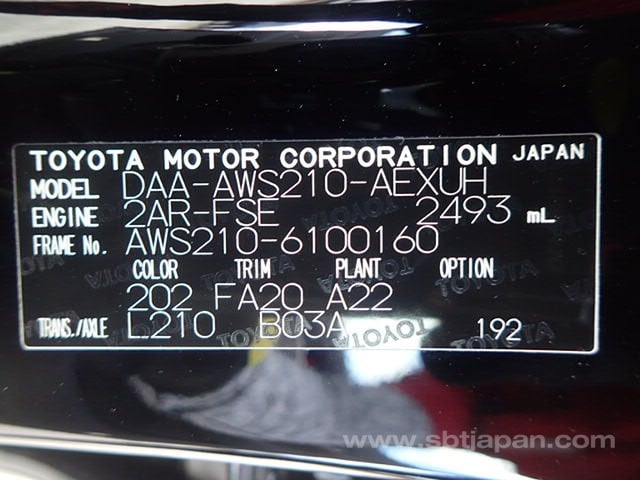 TOYOTA MOTOR CORPORATION JAPAN
MODEL DAA-AWS210-AEXUH
ENGINE 2AR-FSE 2493 mL
FRAME No. AWS210-6100160
COLOR TRIM PLANT OPTION
202 FA20 A22
TRANS./AXLE L210 B03A 192
www.sbtjapan.com